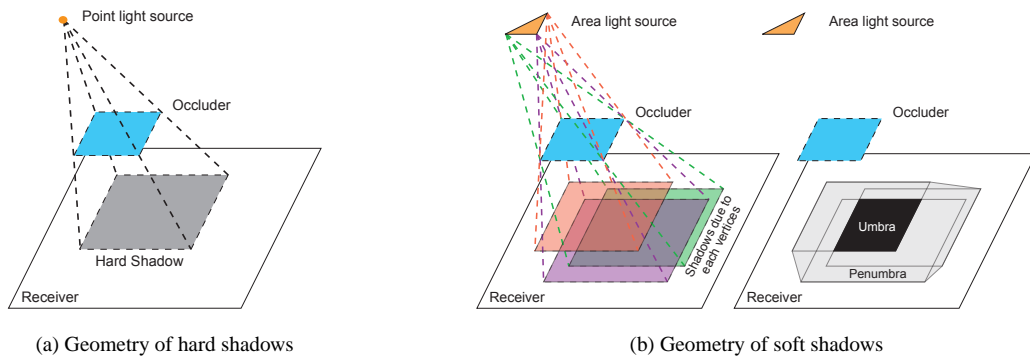 Point light source
Occluder
Hard Shadow
Receiver
(a) Geometry of hard shadows
Area light source
Occluder
Shadows due to
each vertices
Receiver
Area light source
Occluder
Umbra
Penumbra
Receiver
(b) Geometry of soft shadows